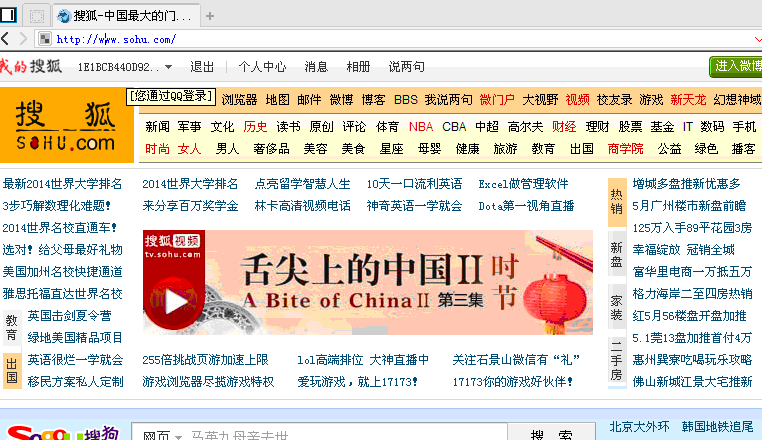 搜狐-中国最大的门...
http://www.sohu.com/
我的搜狐 1E1BCB440D92.. 退出 个人中心 消息 相册 说两句 进入微博
[您通过QQ登录]
搜狐 SOHU.com
浏览器 地图 邮件 微博 博客 BBS 我说两句 微门户 大视野 视频 校友录 游戏 新天龙 幻想神域
新闻 军事 文化 历史 读书 原创 评论 体育 NBA CBA 中超 高尔夫 财经 理财 股票 基金 IT 数码 手机
时尚 女人 男人 奢侈品 美容 美食 星座 母婴 健康 旅游 教育 出国 商学院 公益 绿色 播客
最新2014世界大学排名
3步巧解数理化难题!
2014世界名校直通车!
选对! 给父母最好礼物
美国加州名校快捷通道
雅思托福直达世界名校
教育
英国击剑夏令营
绿地美国精品项目
出国
英语很烂一学就会
移民方案私人定制
2014世界大学排名 点亮留学智慧人生 10天一口流利英语 Excel做管理软件
来分享百万奖学金 林卡高清视频电话 神奇英语一学就会 Dota第一视角直播
搜狐视频
tv.sohu.com
舌尖上的中国II 时节
A Bite of China II 第三集
255倍挑战页游加速上限 lol高端排位 大神直播中 关注石景山微信有“礼”
游戏浏览器尽揽游戏特权 爱玩游戏，就上17173! 17173你的游戏好伙伴!
热销
增城多盘推新优惠多
5月广州楼市新盘前瞻
125万入手89平花园3房
新盘
幸福绽放 冠销全城
富华里电商一万抵五万
家装
格力海岸二至四房热销
红5月56楼盘开盘加推
5.1莞13盘加推首付4万
二手房
惠州巽寮吃喝玩乐攻略
佛山新城江景大宅推新
Sogou搜狗 网页 马英九母亲去世 搜 索
北京大外环 韩国地铁追尾